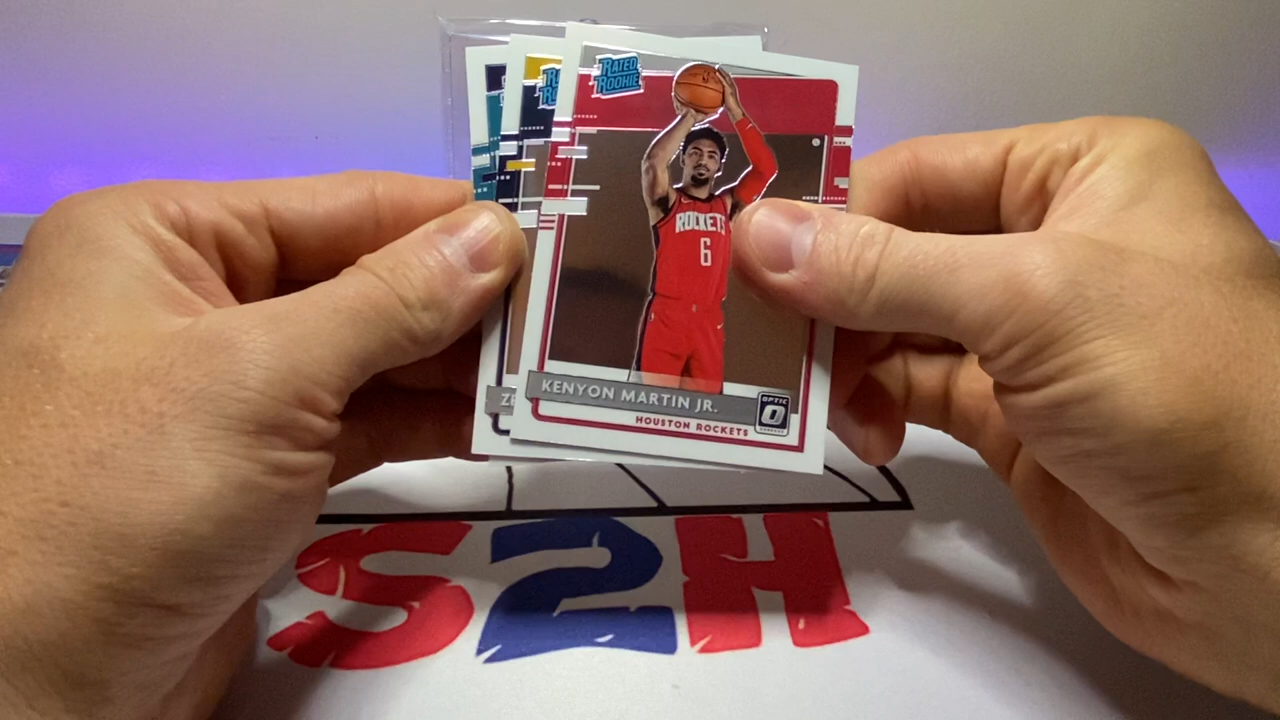 RATED
ROOKIE
ROCKETS
6
KENYON MARTIN JR.
OPTIC
HOUSTON ROCKETS
S2H